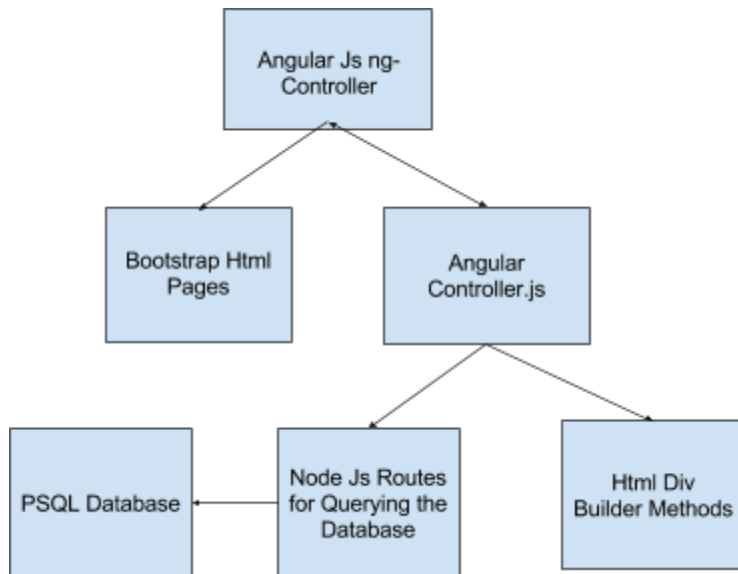 Angular Js ng-
Controller
Bootstrap Html
Pages
Angular
Controller.js
PSQL Database
Node Js Routes
for Querying the
Database
Html Div
Builder Methods